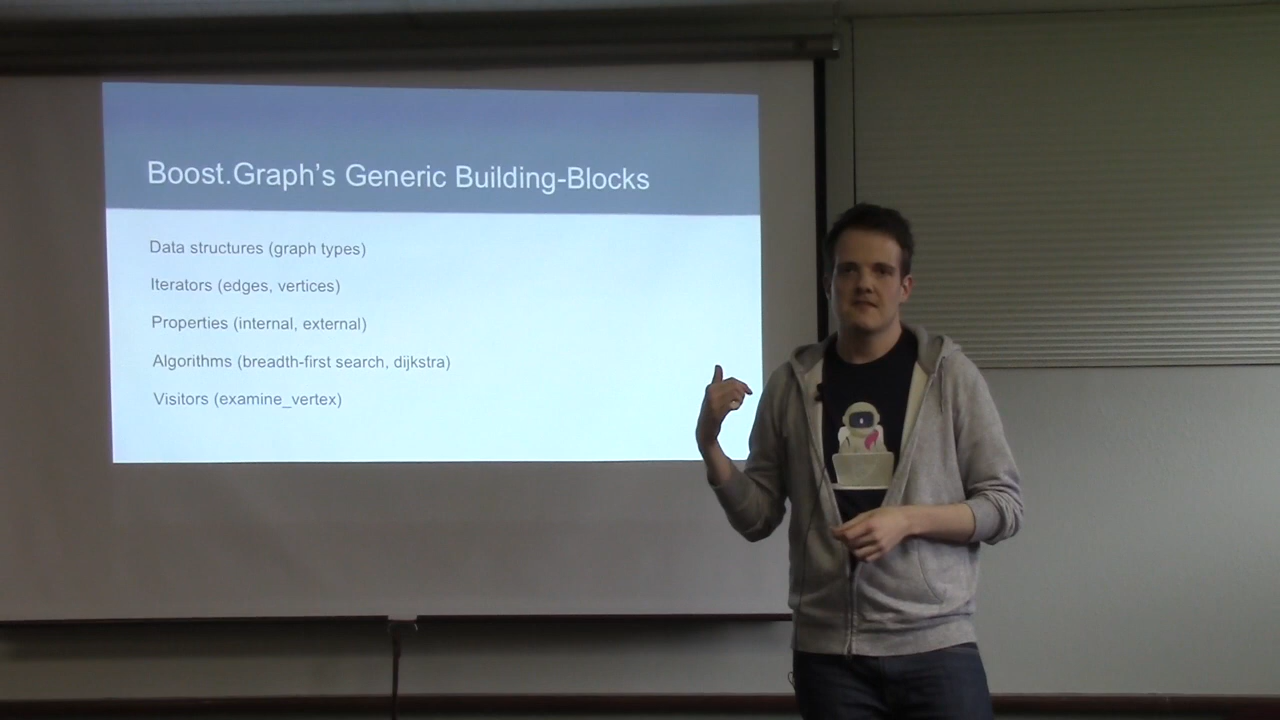 Boost.Graph's Generic Building-Blocks
Data structures (graph types)
Iterators (edges, vertices)
Properties (internal, external)
Algorithms (breadth-first search, dijkstra)
Visitors (examine_vertex)